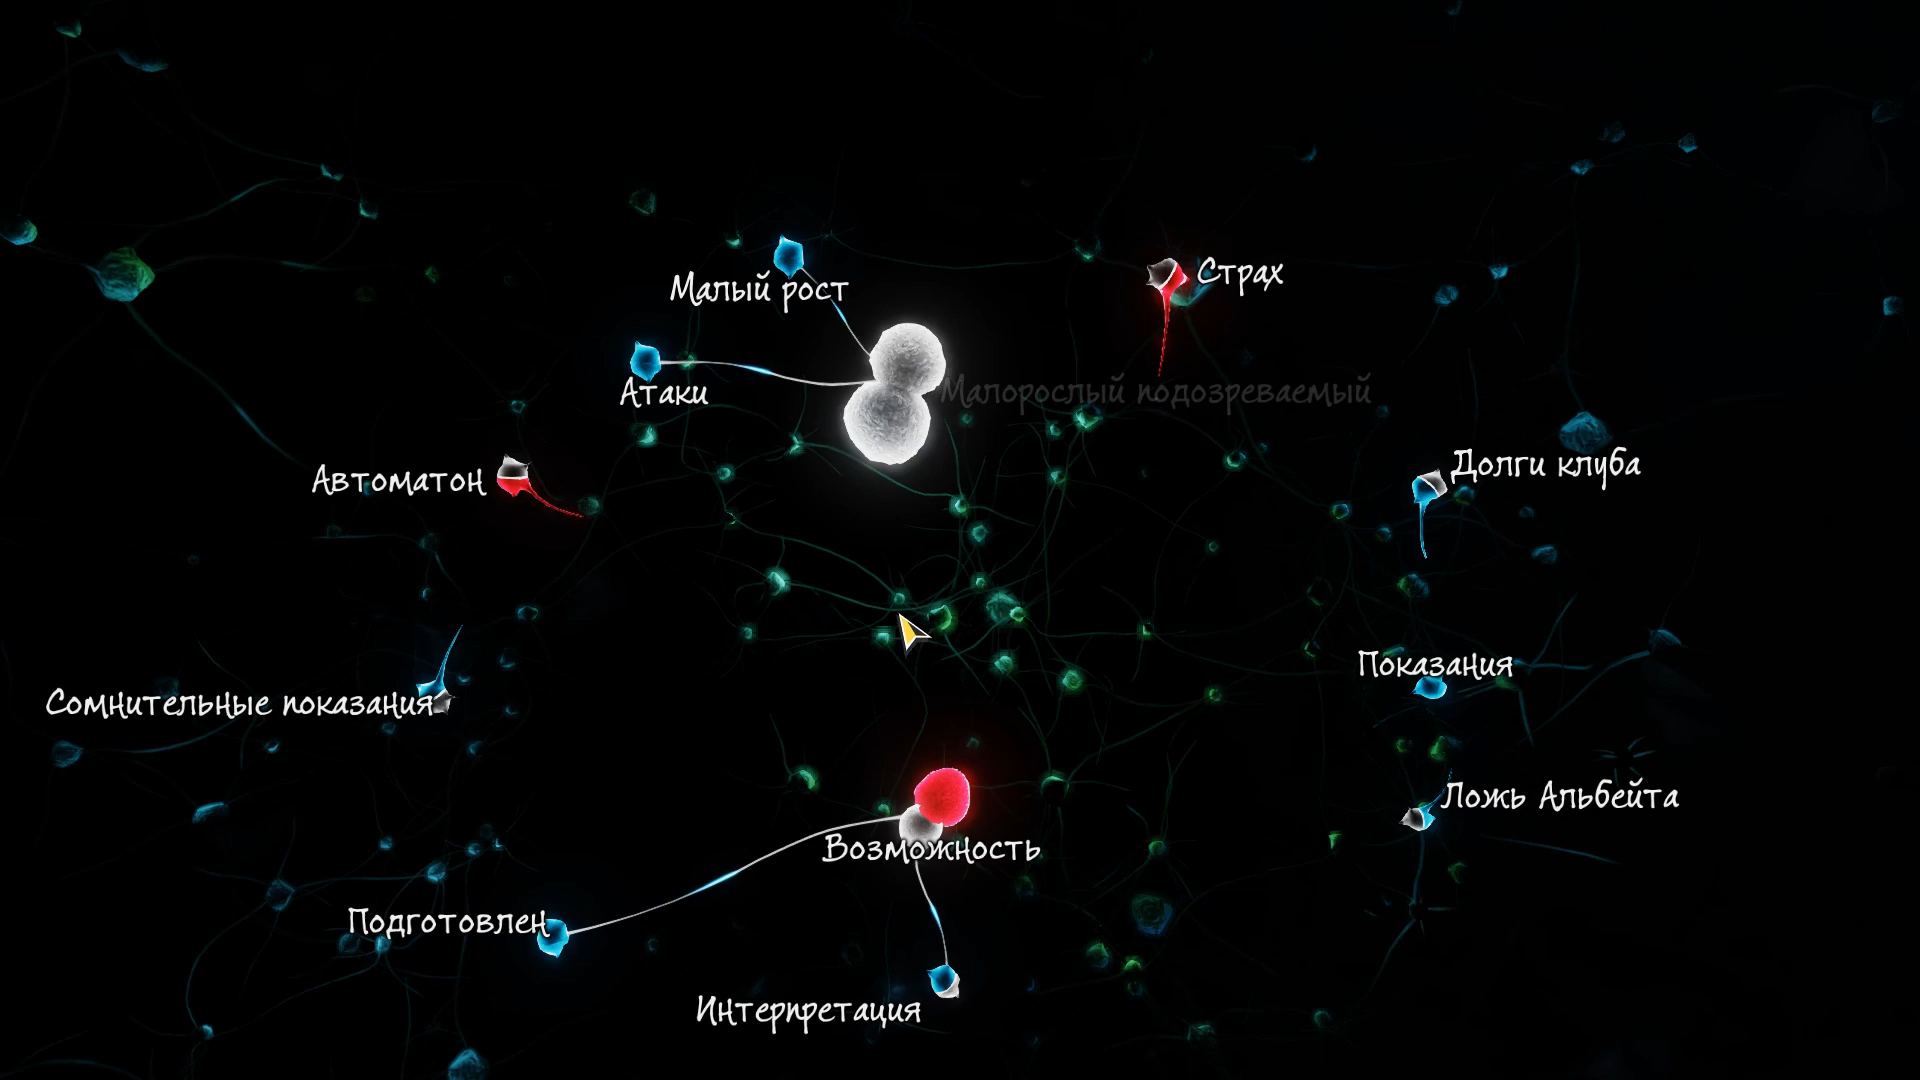 Страх
Малый рост
Атаки
Малорослый подозреваемый
Долги клуба
Автоматон
Показания
Сомнительные показания
Ложь Альбейта
Возможность
Подготовлен
Интерпретация